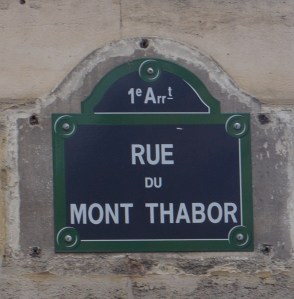 1e Arrt
RUE
DU
MONT THABOR